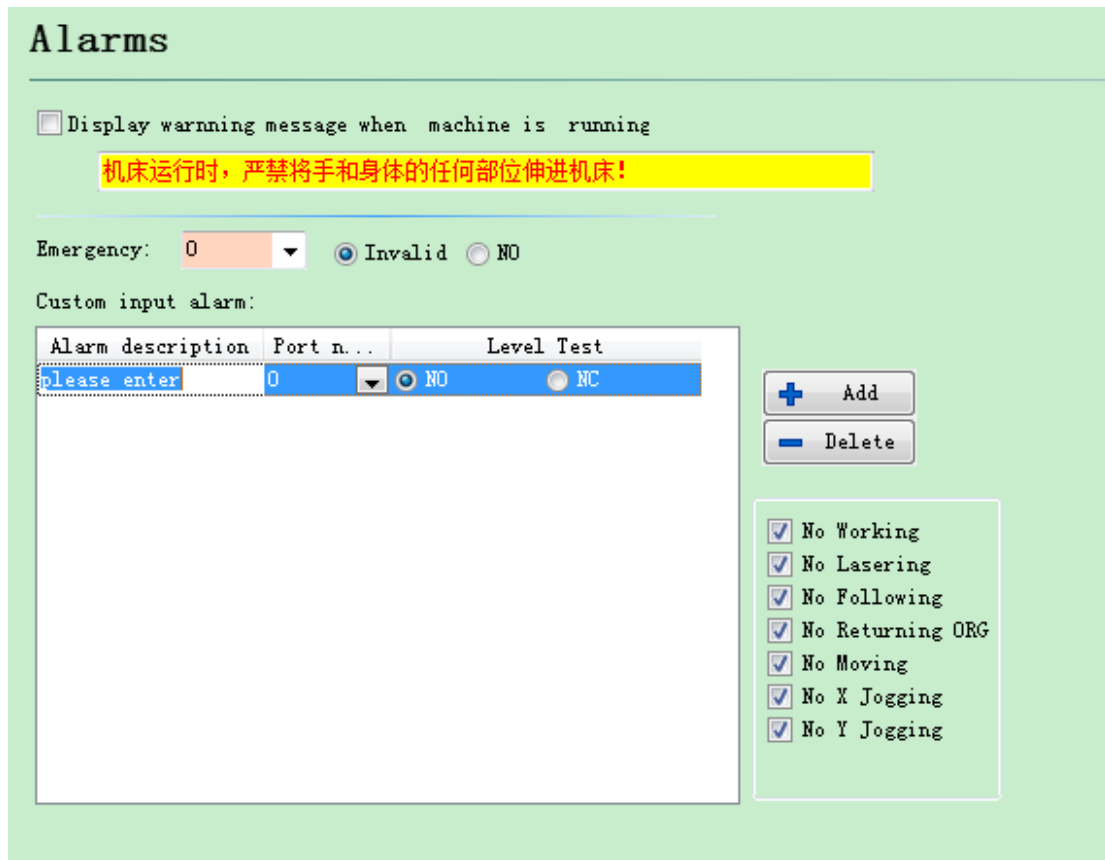 Alarms
Display warnning message when machine is running
机床运行时，严禁将手和身体的任何部位伸进机床！
Emergency: 0 Invalid NO
Custom input alarm:
Alarm description Port n... Level Test
please enter 0 NO NC
Add
Delete
No Working
No Lasering
No Following
No Returning ORG
No Moving
No X Jogging
No Y Jogging